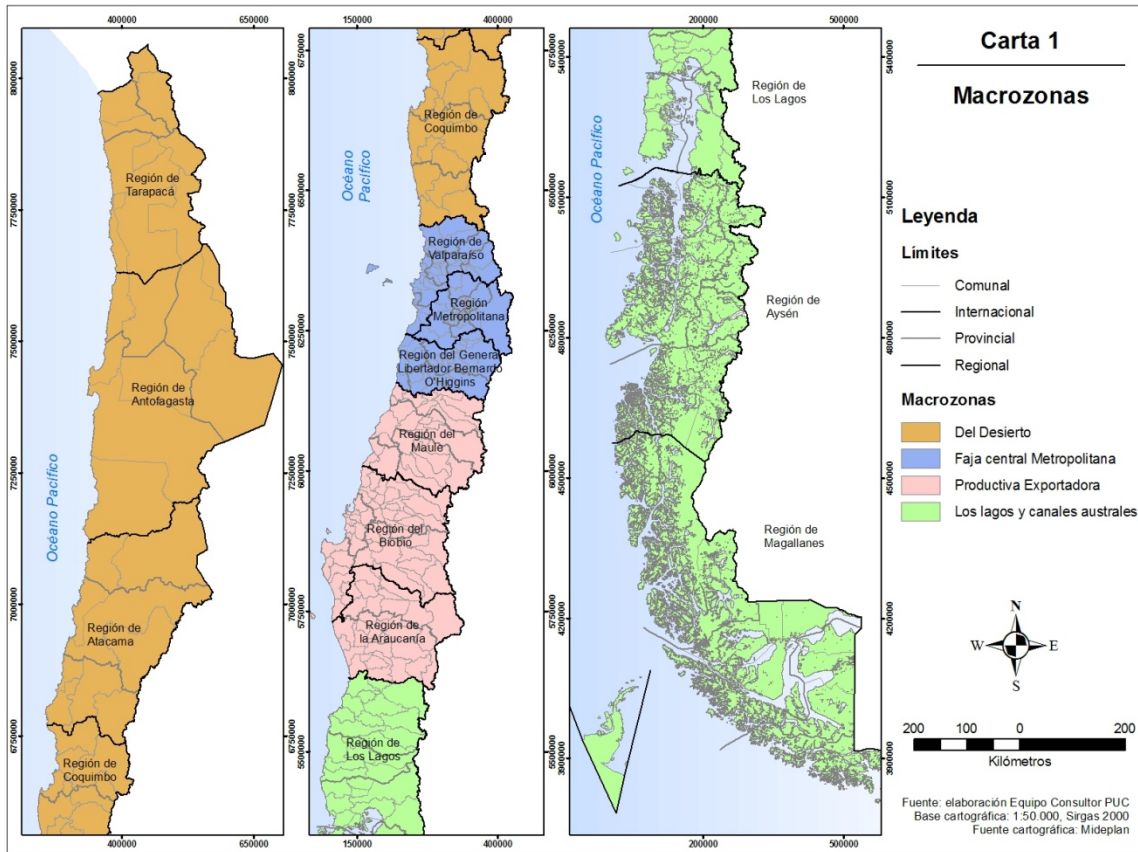 400000
650000
8000000
7750000
7500000
7250000
7000000
6750000
Región de
Tarapacá
Región de
Antofagasta
Océano Pacífico
Región de
Atacama
Región de
Coquimbo
400000
650000
150000
400000
6750000
6500000
6250000
6000000
5750000
5500000
Región de
Coquimbo
Océano
Pacífico
Región de
Valparaíso
Región
Metropolitana
Región del General
Libertador Bernardo
O'Higgins
Región del
Maule
Región del
Biobío
Región de
la Araucanía
Región de
Los Lagos
150000
400000
200000
500000
5400000
5100000
4800000
4500000
4200000
3900000
Océano Pacífico
Región de
Los Lagos
Región de
Aysén
Región de
Magallanes
200000
500000
Carta 1
Macrozonas
Leyenda
Límites
Comunal
Internacional
Provincial
Regional
Macrozonas
Del Desierto
Faja central Metropolitana
Productiva Exportadora
Los lagos y canales australes
N
W E
S
200 100 0 200
Kilómetros
Fuente: elaboración Equipo Consultor PUC
Base cartográfica: 1:50.000, Sirgas 2000
Fuente cartográfica: Mideplan